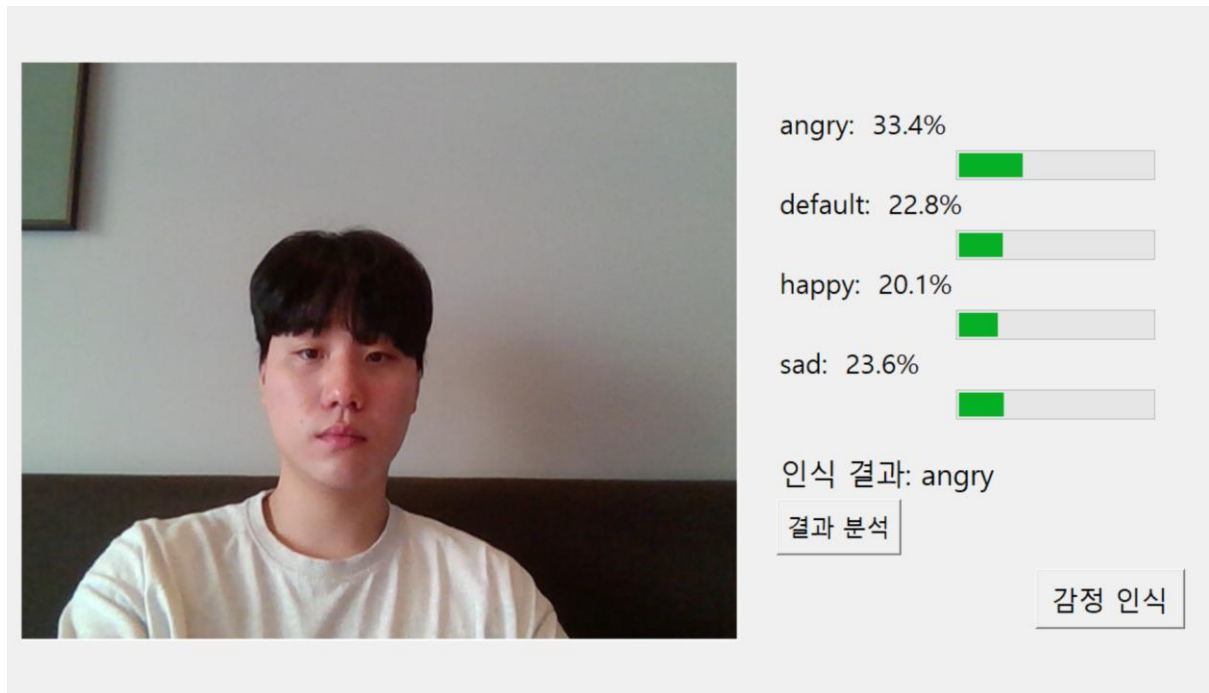 angry: 33.4%
default: 22.8%
happy: 20.1%
sad: 23.6%
인식 결과: angry
결과 분석
감정 인식